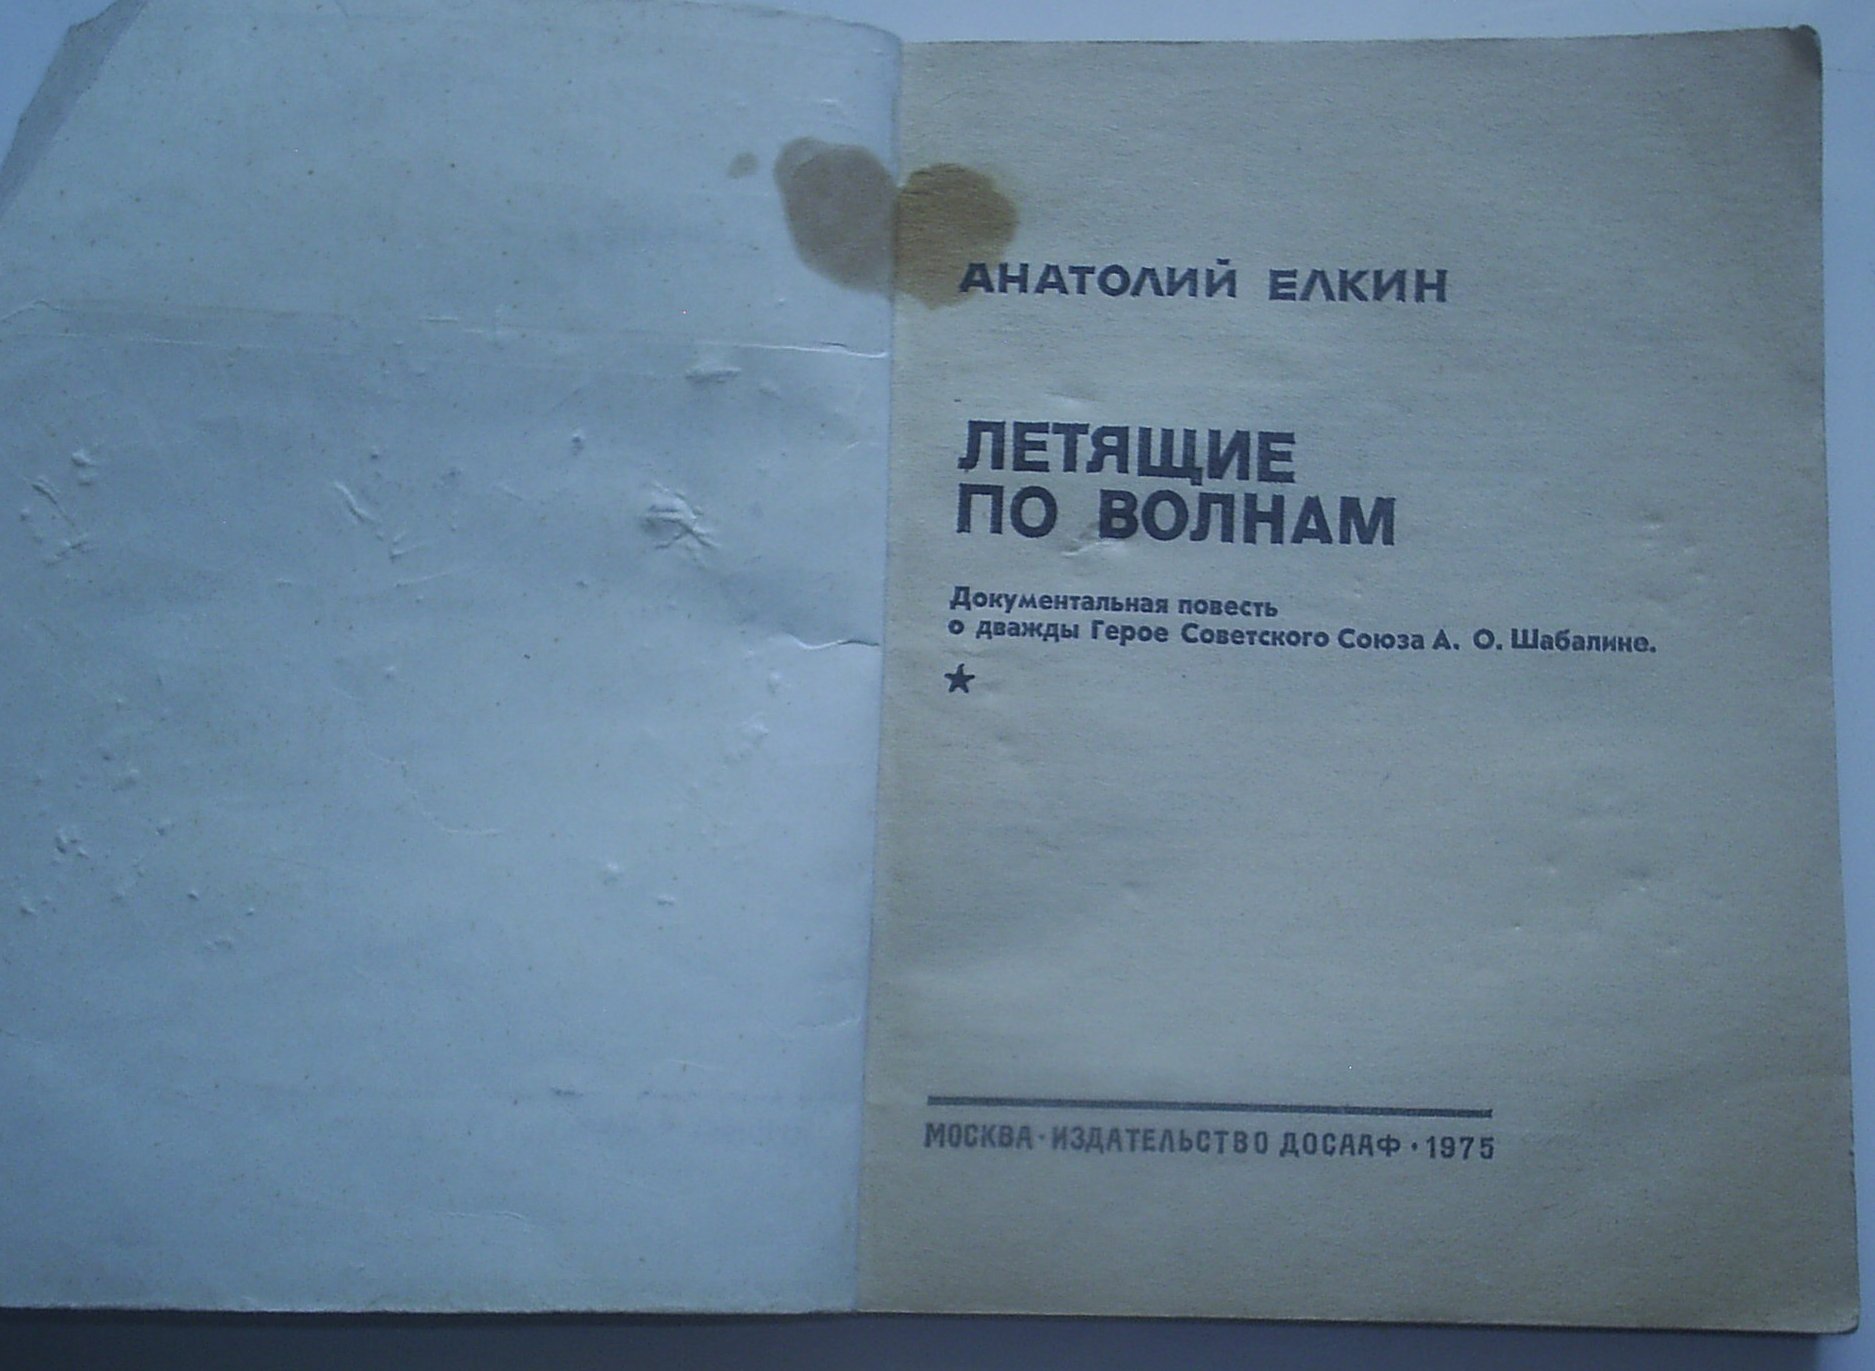 АНАТОЛИЙ ЕЛКИН
ЛЕТЯЩИЕ
ПО ВОЛНАМ
Документальная повесть
о дважды Герое Советского Союза А. О. Шабалине.
МОСКВА · ИЗДАТЕЛЬСТВО ДОСААФ · 1975